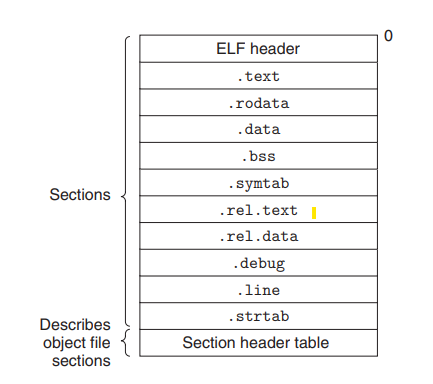 0
ELF header
.text
.rodata
.data
.bss
.symtab
Sections
.rel.text
.rel.data
.debug
.line
.strtab
Describes
object file
sections
Section header table